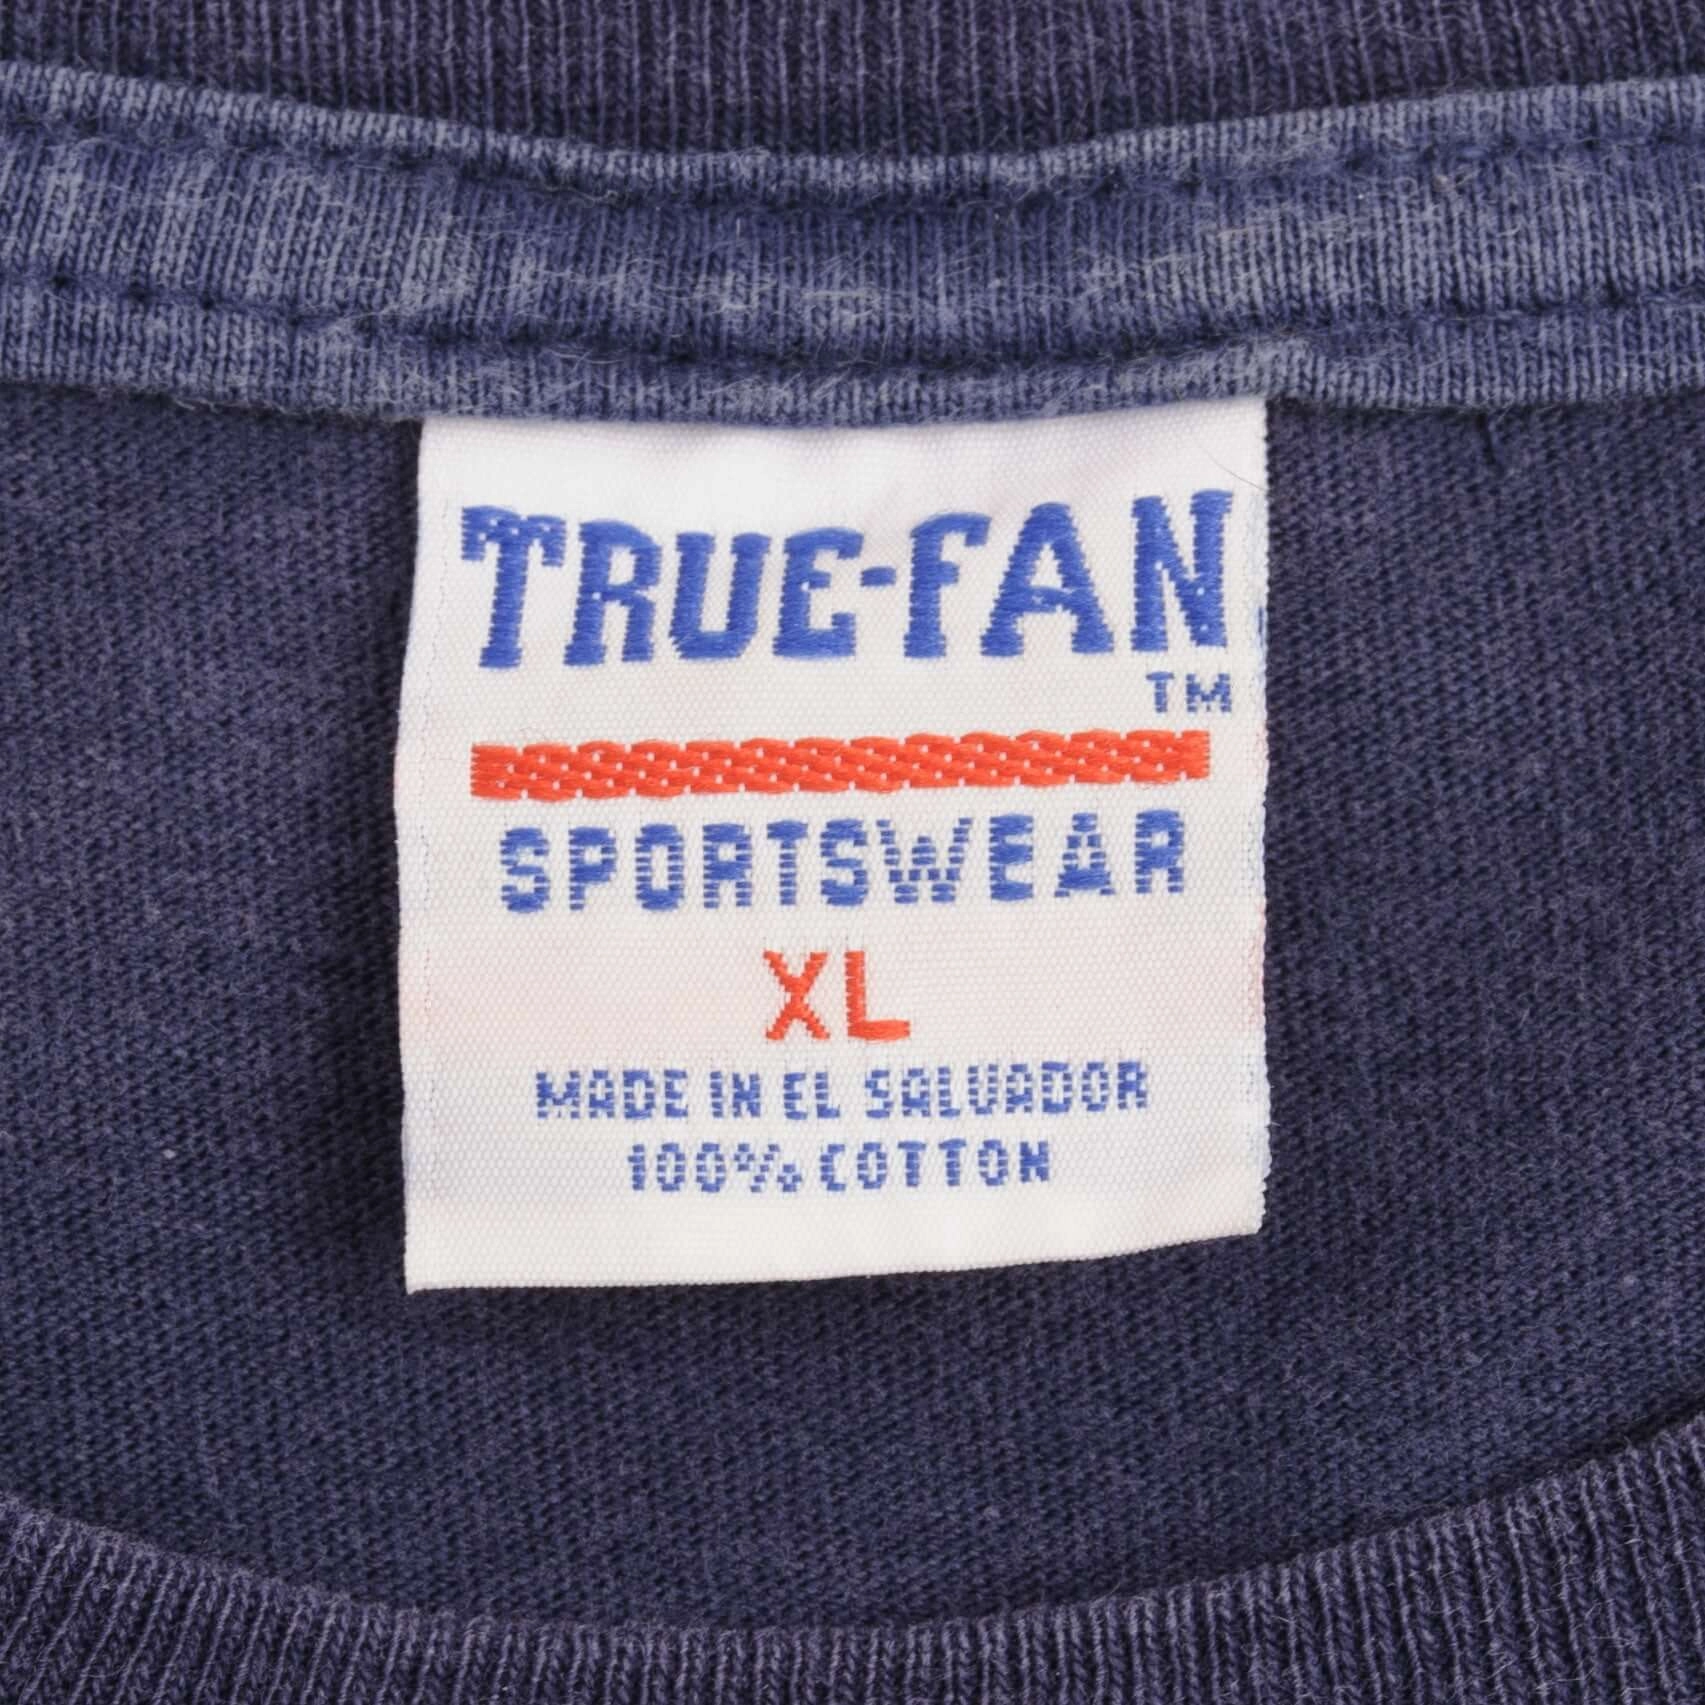 TRUE-FAN
TM
SPORTSWEAR
XL
MADE IN EL SALVADOR
100% COTTON